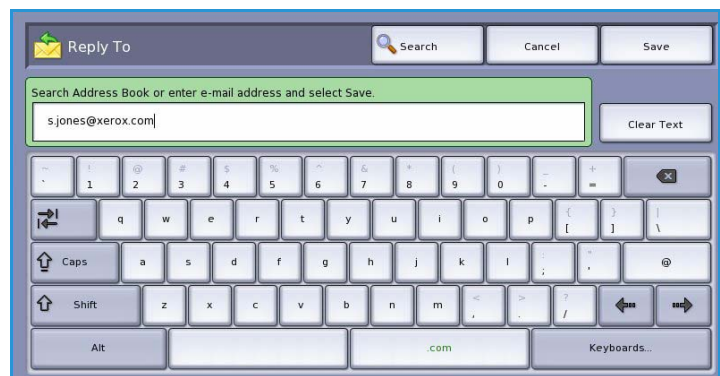 Reply To Search Cancel Save
Search Address Book or enter e-mail address and select Save.
s.jones@xerox.com
Clear Text
~ ! @ # $ % ^ & * ( ) _ +
` 1 2 3 4 5 6 7 8 9 0 - =
q w e r t y u i o p { [ } ] | \
Caps a s d f g h j k l : ; " ' @
Shift z x c v b n m < , > . ? /
Alt .com Keyboards...